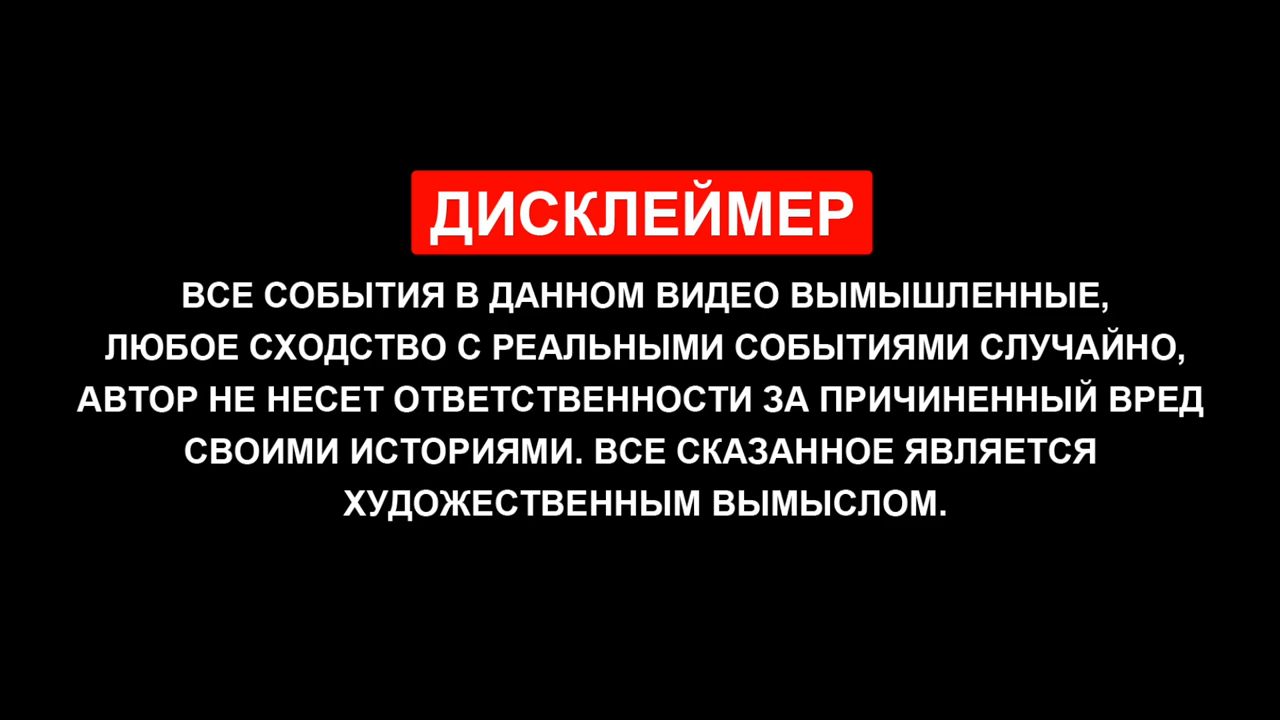 ДИСКЛЕЙМЕР
ВСЕ СОБЫТИЯ В ДАННОМ ВИДЕО ВЫМЫШЛЕННЫЕ,
ЛЮБОЕ СХОДСТВО С РЕАЛЬНЫМИ СОБЫТИЯМИ СЛУЧАЙНО,
АВТОР НЕ НЕСЕТ ОТВЕТСТВЕННОСТИ ЗА ПРИЧИНЕННЫЙ ВРЕД
СВОИМИ ИСТОРИЯМИ. ВСЕ СКАЗАННОЕ ЯВЛЯЕТСЯ
ХУДОЖЕСТВЕННЫМ ВЫМЫСЛОМ.